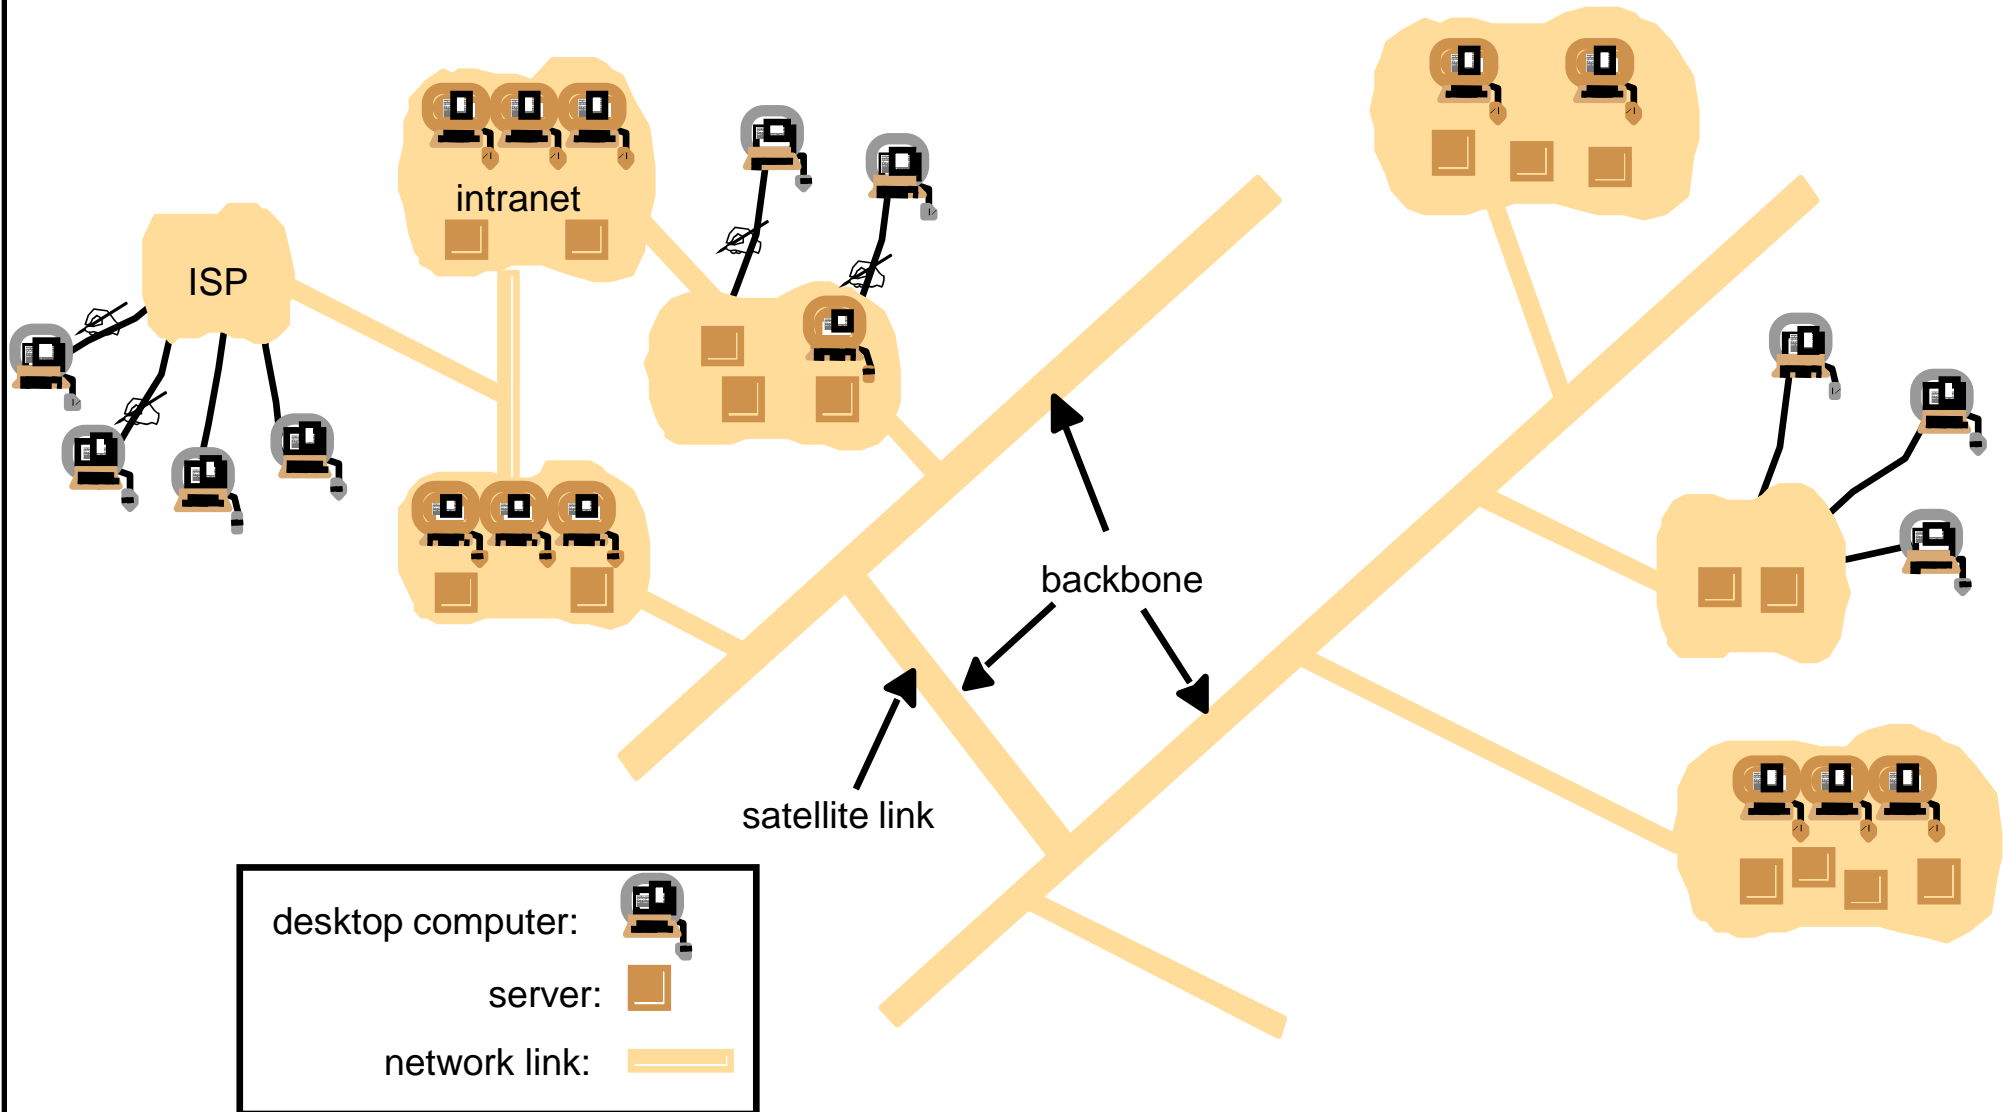 intranet
ISP
backbone
satellite link
desktop computer:
server:
network link: